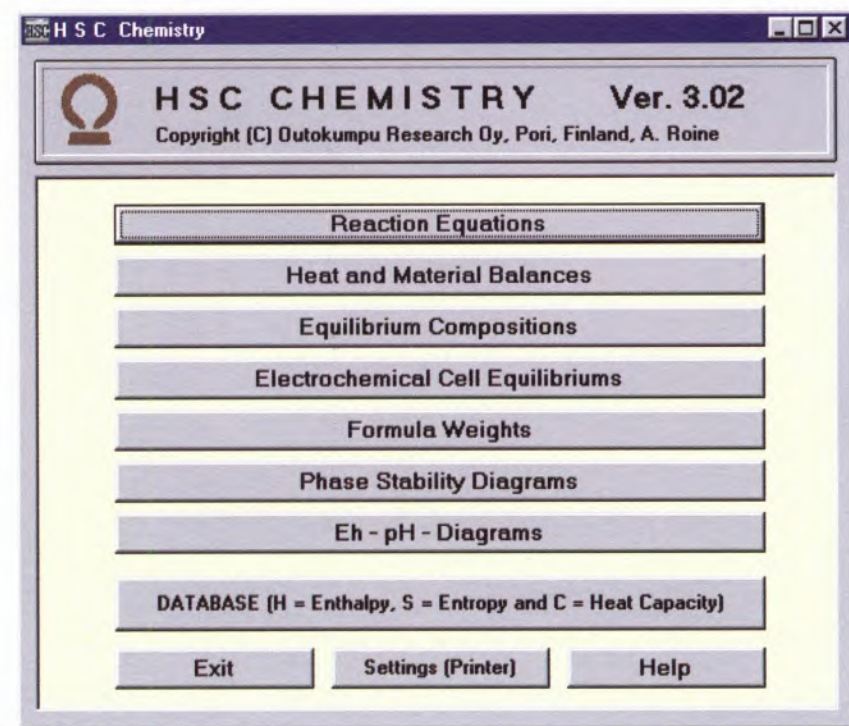 HSC H S C Chemistry
HSC CHEMISTRY Ver. 3.02
Copyright (C) Outokumpu Research Oy, Pori, Finland, A. Roine
Reaction Equations
Heat and Material Balances
Equilibrium Compositions
Electrochemical Cell Equilibriums
Formula Weights
Phase Stability Diagrams
Eh - pH - Diagrams
DATABASE (H = Enthalpy, S = Entropy and C = Heat Capacity)
Exit Settings (Printer) Help